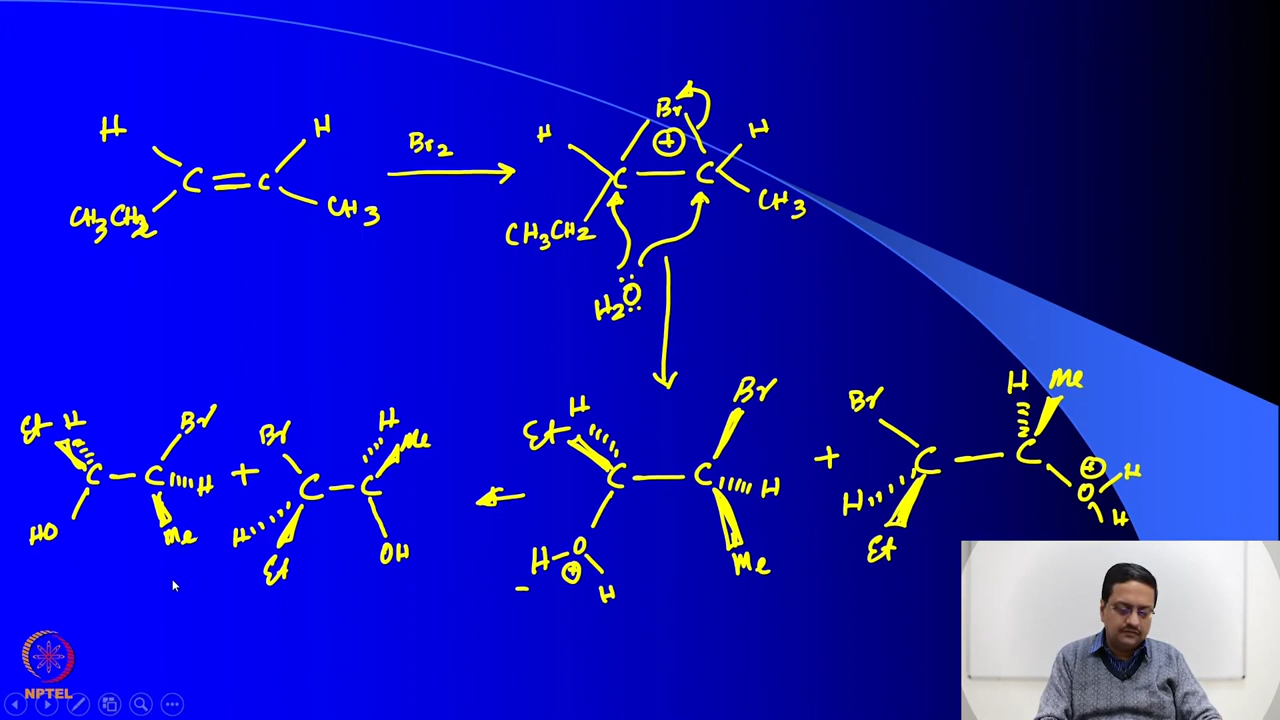 H H Br2 H Br H
C = C ⊕
CH3CH2 CH3 C — C
CH3CH2 CH3
H2Ö:
Et H Br + Br H Me
C — C H C — C
HO Me H Et OH
H Et Br + Br H Me
C — C H C — C ⊕
H–O H Me H Et O H
⊕ H H
NPTEL